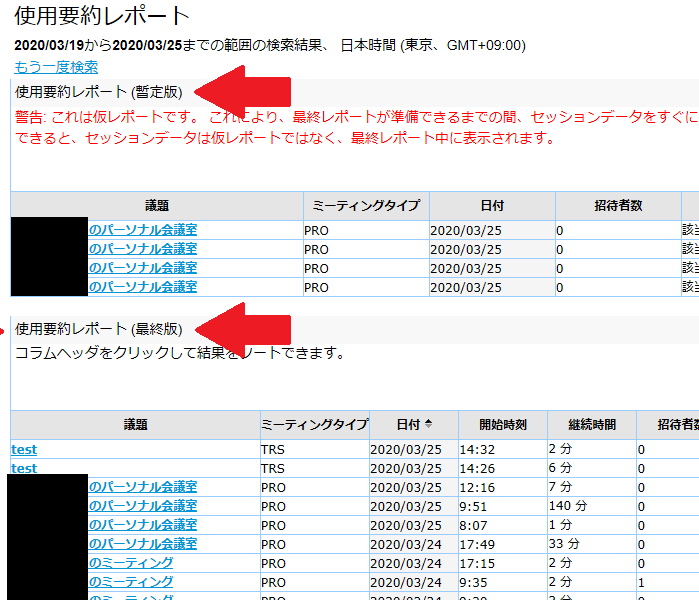 使用要約レポート
2020/03/19から2020/03/25までの範囲の検索結果、 日本時間 (東京、GMT+09:00)
もう一度検索
使用要約レポート (暫定版)
警告: これは仮レポートです。 これにより、最終レポートが準備できるまでの間、セッションデータをすぐに
できると、セッションデータは仮レポートではなく、最終レポート中に表示されます。
議題 ミーティングタイプ 日付 招待者数
のパーソナル会議室 PRO 2020/03/25 0 該当
のパーソナル会議室 PRO 2020/03/25 0 該当
のパーソナル会議室 PRO 2020/03/25 0 該当
のパーソナル会議室 PRO 2020/03/25 0 該当
使用要約レポート (最終版)
コラムヘッダをクリックして結果をソートできます。
議題 ミーティングタイプ 日付 開始時刻 継続時間 招待者数
test TRS 2020/03/25 14:32 2 分 0
test TRS 2020/03/25 14:26 6 分 0
のパーソナル会議室 PRO 2020/03/25 12:16 7 分 0
のパーソナル会議室 PRO 2020/03/25 9:51 140 分 0
のパーソナル会議室 PRO 2020/03/25 8:07 1 分 0
のパーソナル会議室 PRO 2020/03/24 17:49 33 分 0
のミーティング PRO 2020/03/24 17:15 2 分 0
のミーティング PRO 2020/03/24 9:35 2 分 1